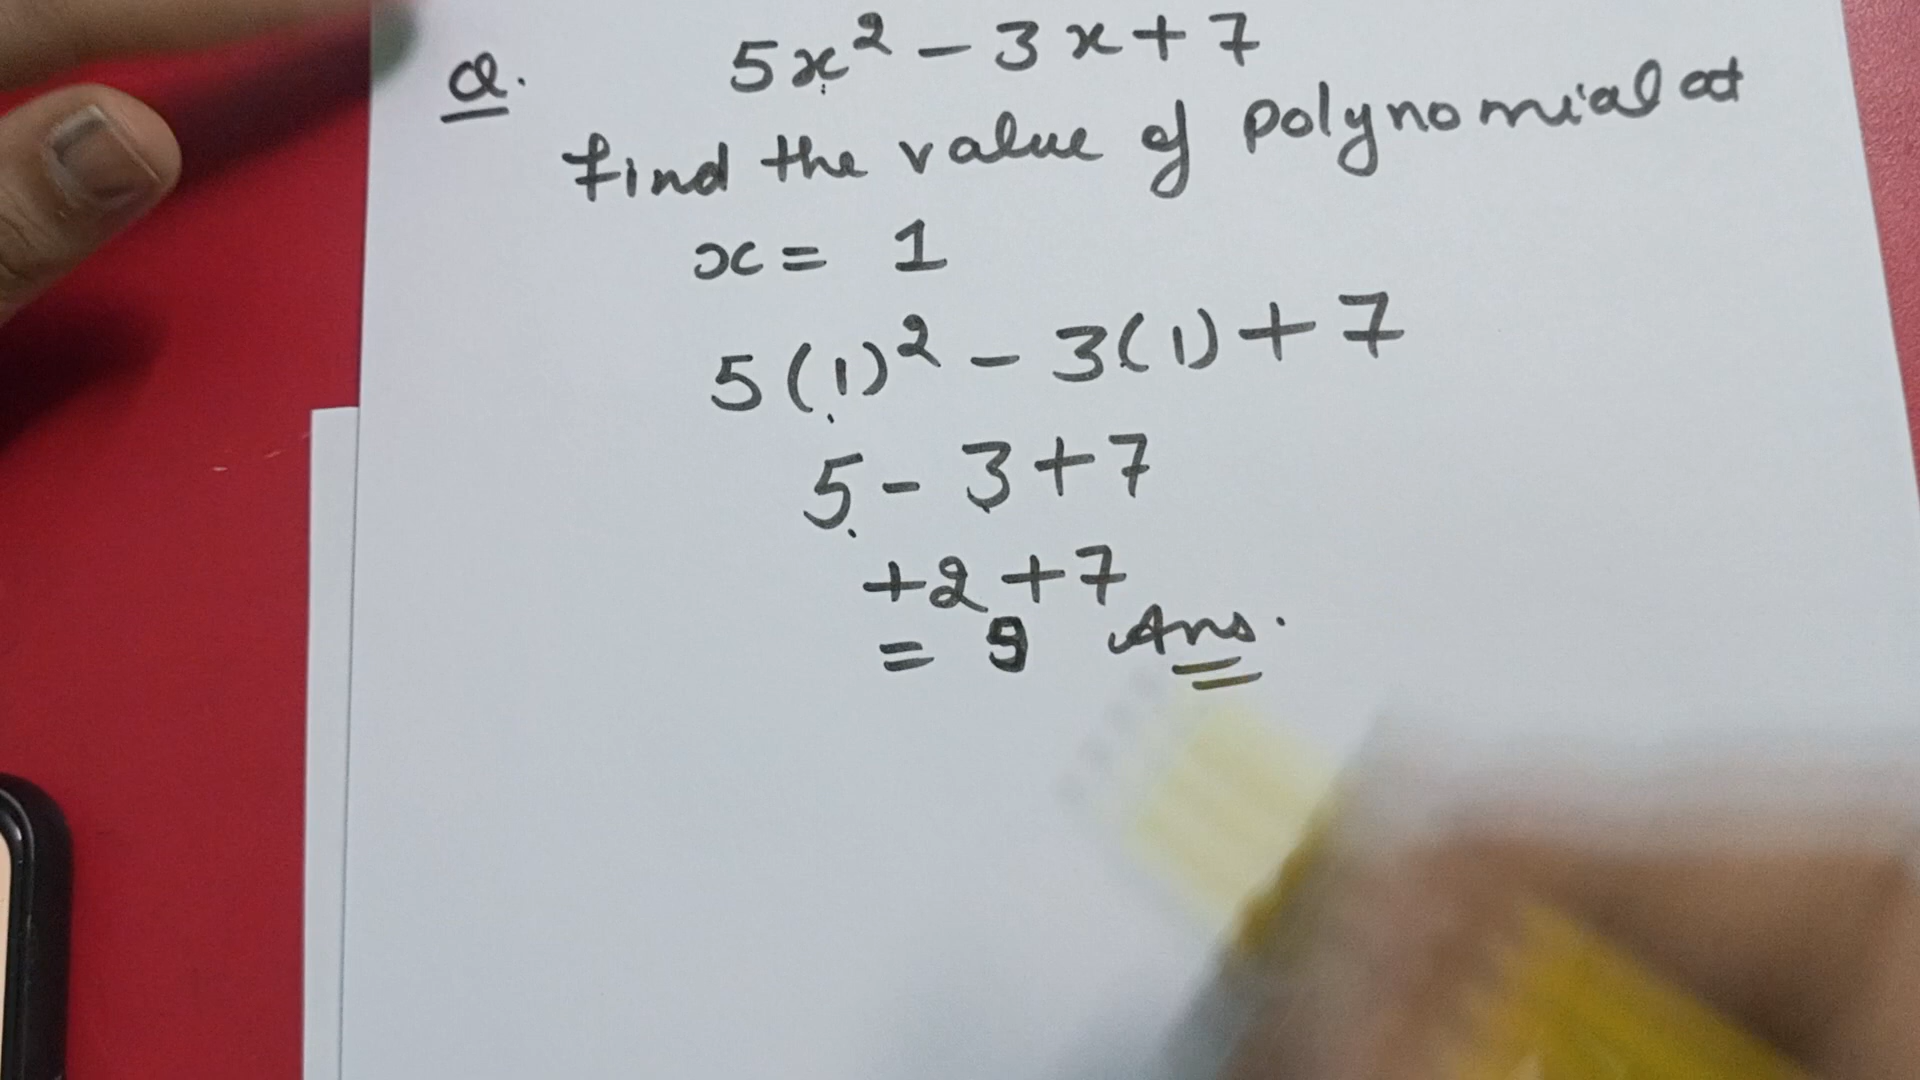 Q. 5x² - 3x + 7
find the value of polynomial at
x = 1
5(1)² - 3(1) + 7
5 - 3 + 7
+2 + 7
= 9 Ans.